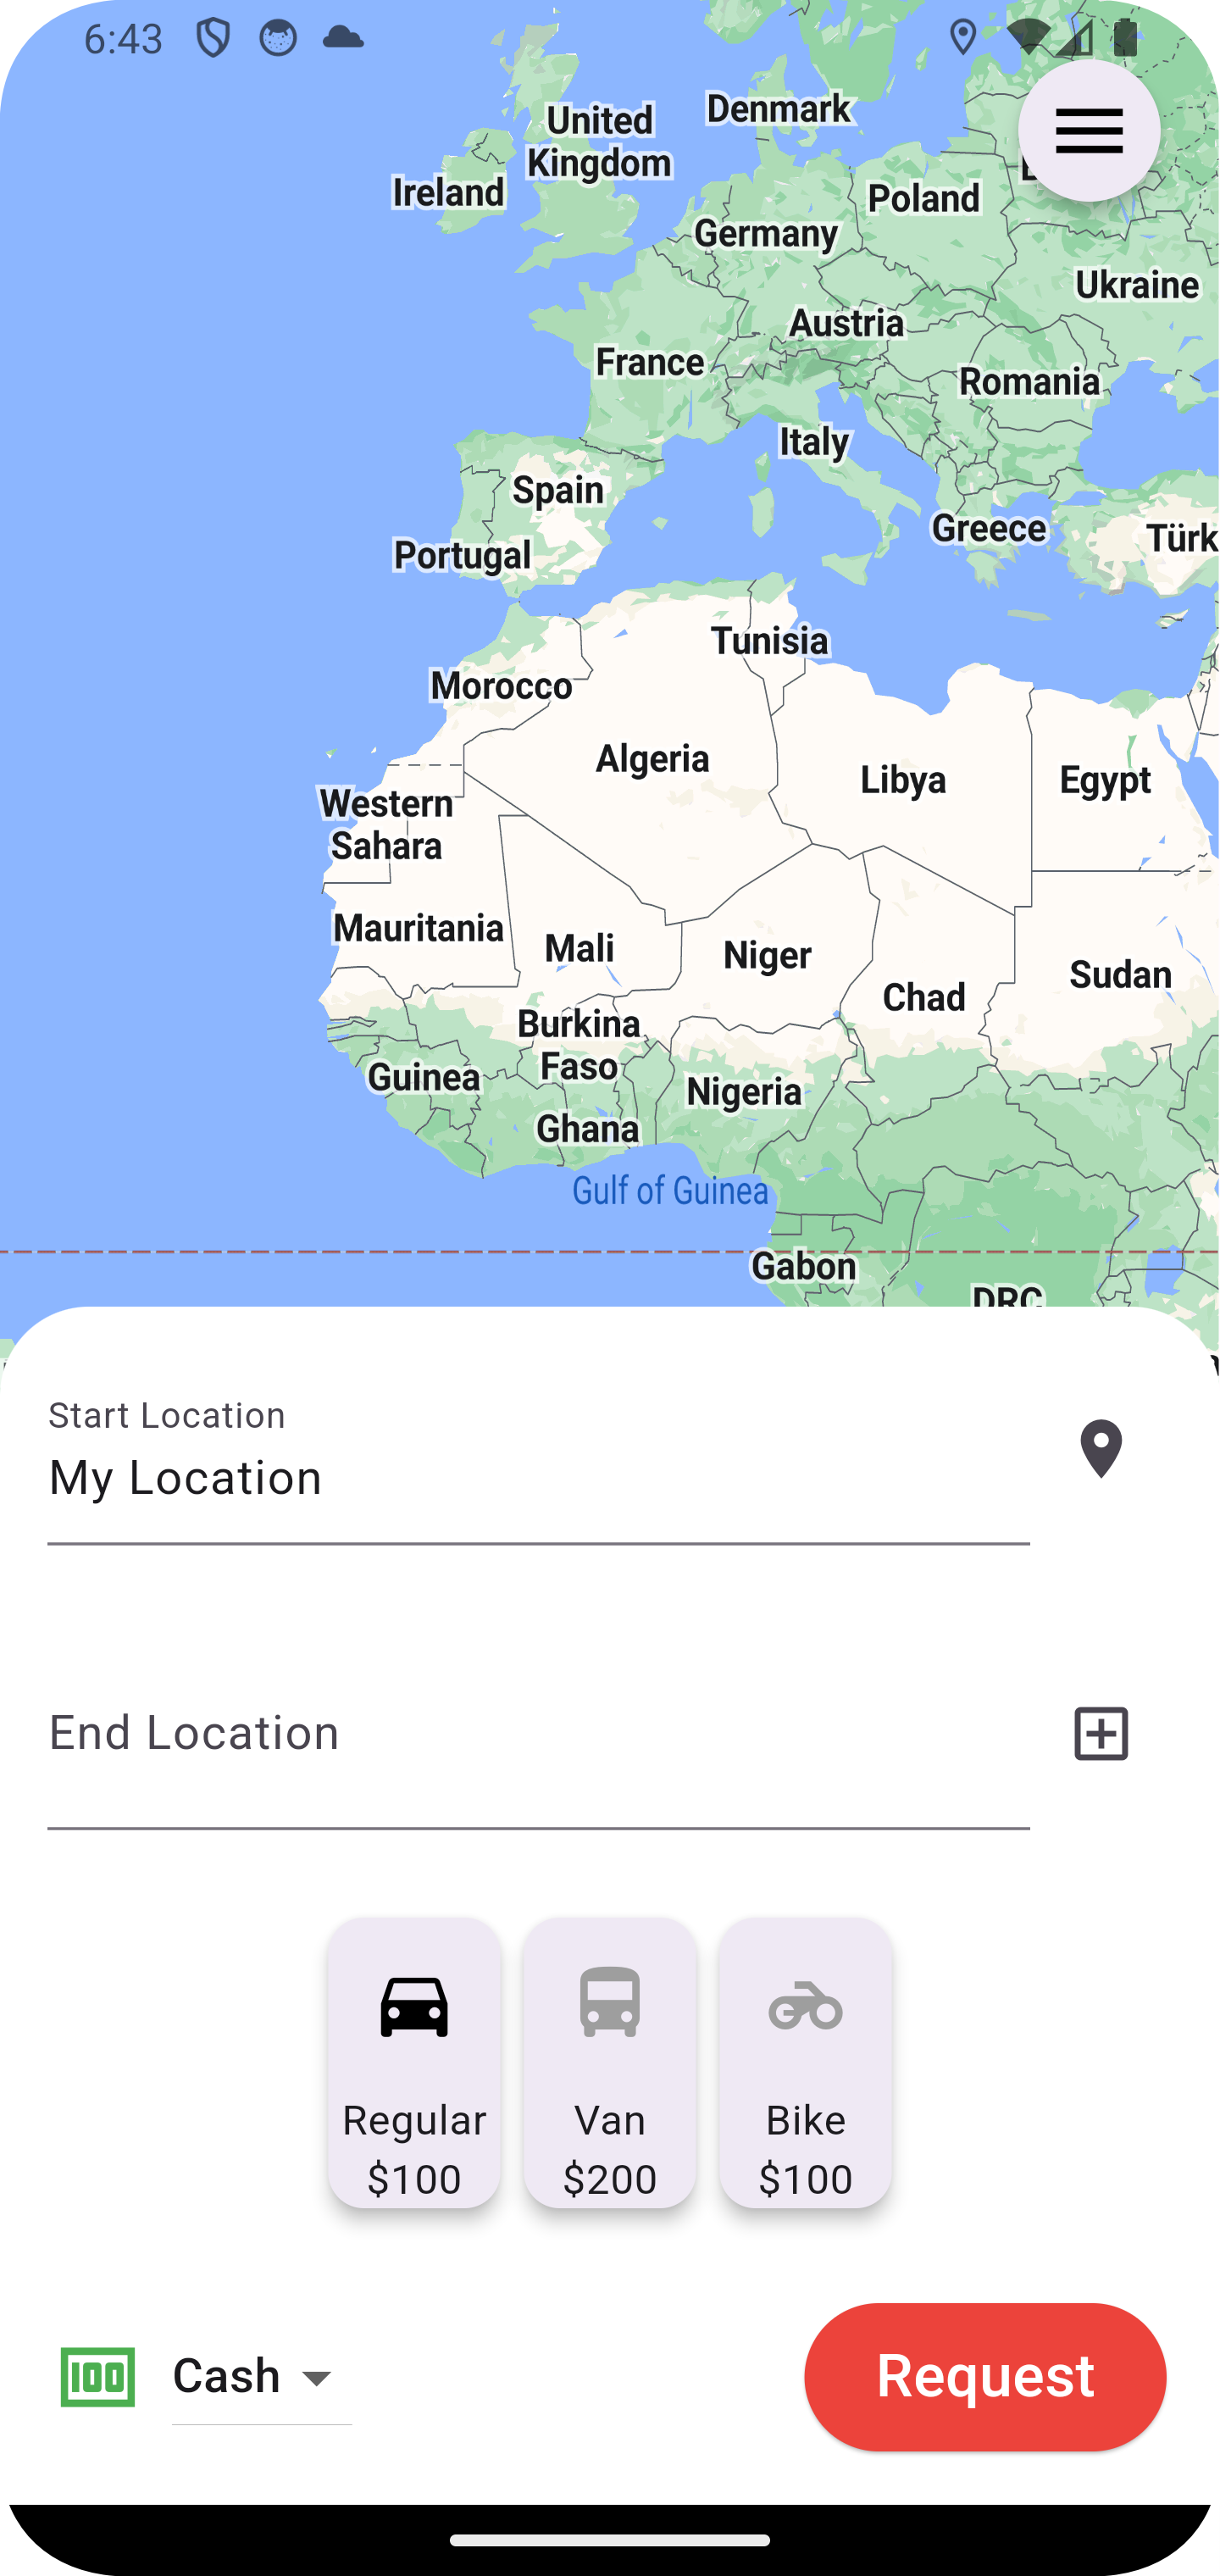 6:43
United
Kingdom
Denmark
Ireland
Poland
Germany
Ukraine
Austria
France
Romania
Italy
Spain
Greece
Türk
Portugal
Tunisia
Morocco
Algeria
Libya
Egypt
Western
Sahara
Mauritania
Mali
Niger
Sudan
Chad
Burkina
Faso
Guinea
Nigeria
Ghana
Gulf of Guinea
Gabon
DRC
Start Location
My Location
End Location
Regular
$100
Van
$200
Bike
$100
100
Cash
Request